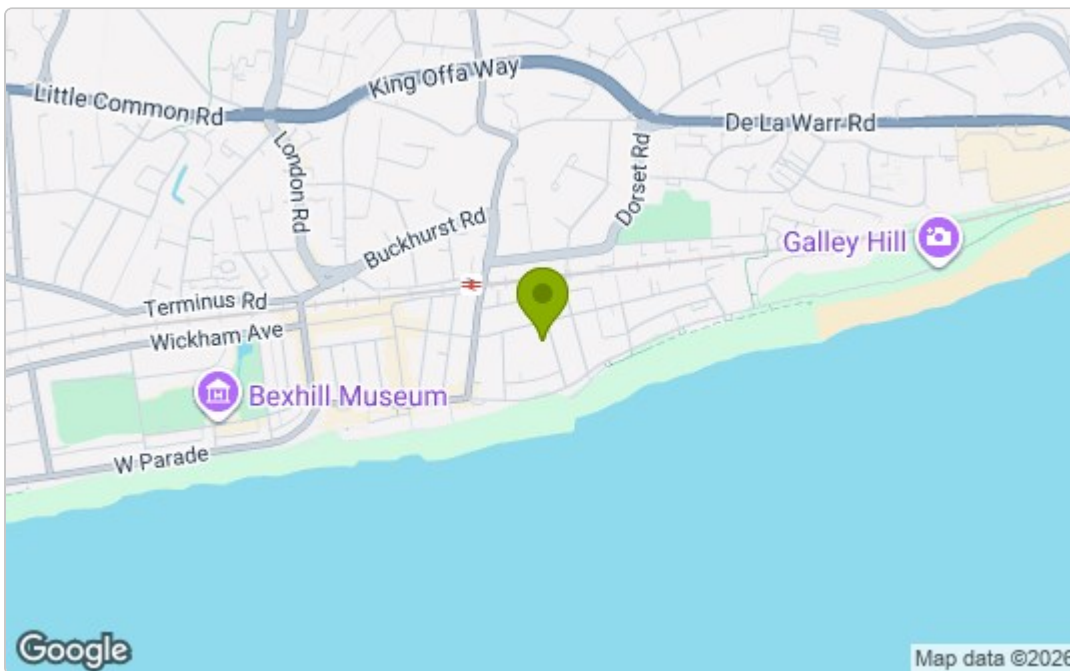 King Offa Way
Little Common Rd
De La Warr Rd
London Rd
Dorset Rd
Buckhurst Rd
Galley Hill
Terminus Rd
Wickham Ave
Bexhill Museum
W Parade
Google
Map data ©2026